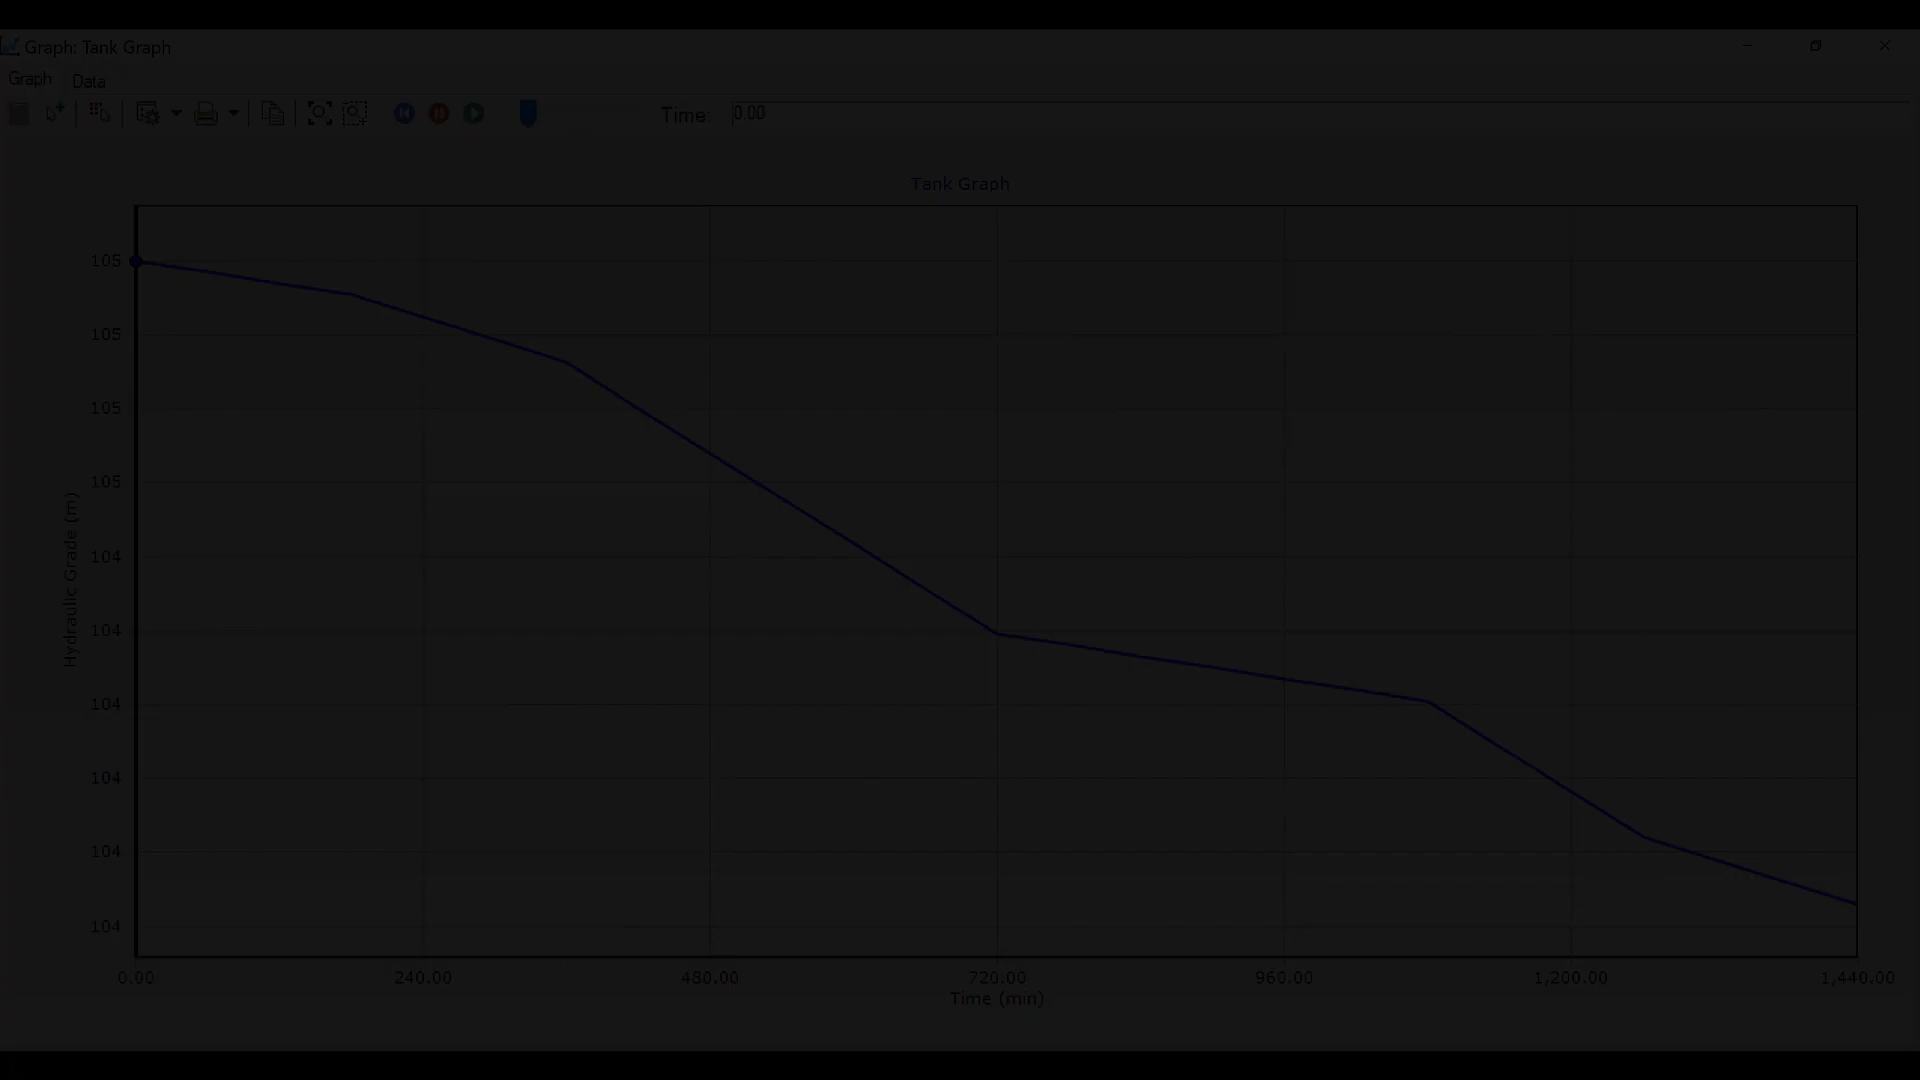 Graph: Tank Graph
Graph Data
Time: 0.00
Tank Graph
105
105
105
105
104
104
104
104
104
104
Hydraulic Grade (m)
0.00 240.00 480.00 720.00 960.00 1,200.00 1,440.00
Time (min)